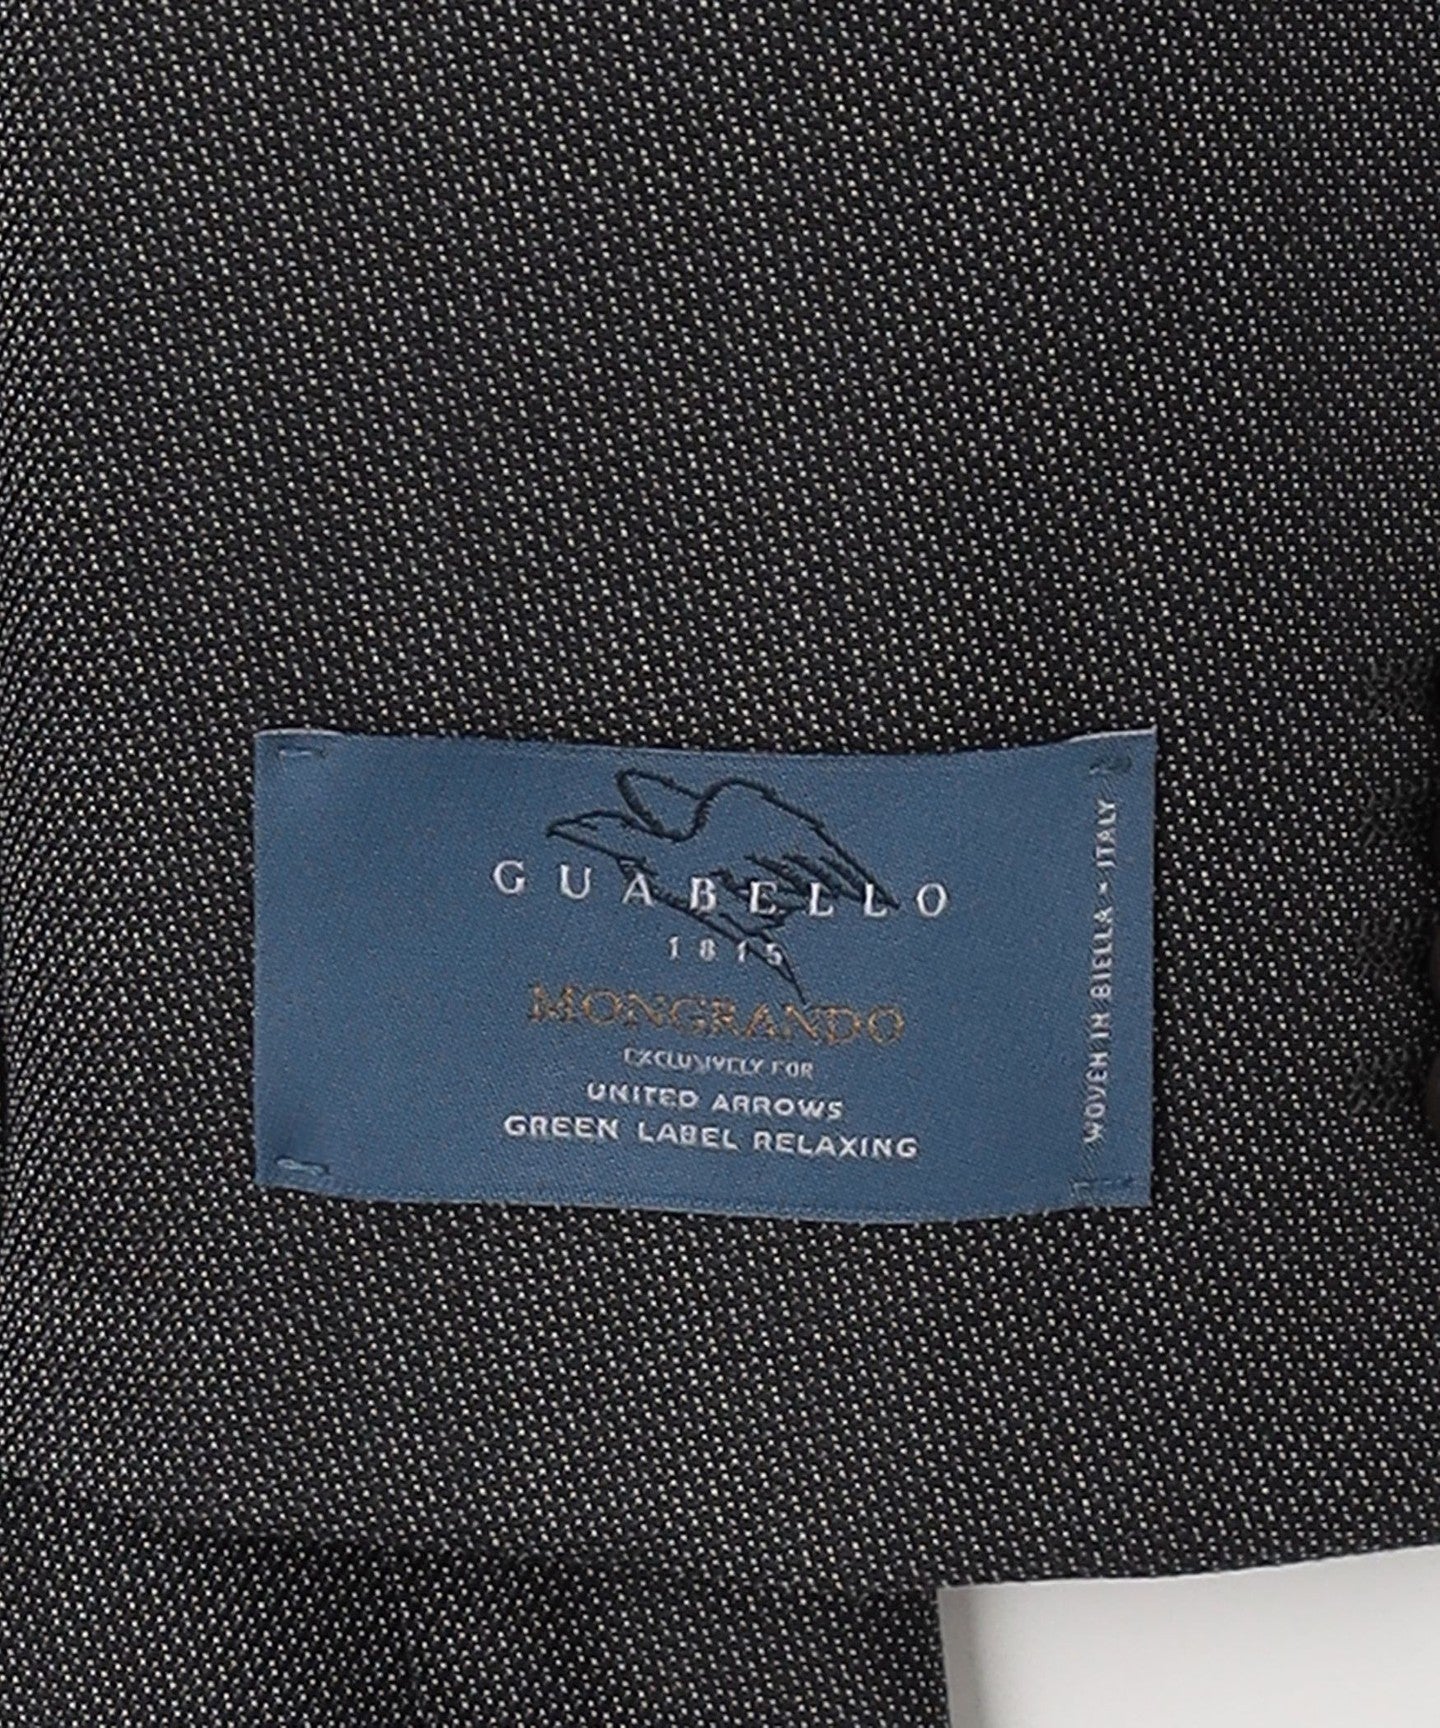 GUABELLO
1815
MONGRANDO
EXCLUSIVELY FOR
UNITED ARROWS
GREEN LABEL RELAXING
WOVEN IN BIELLA - ITALY